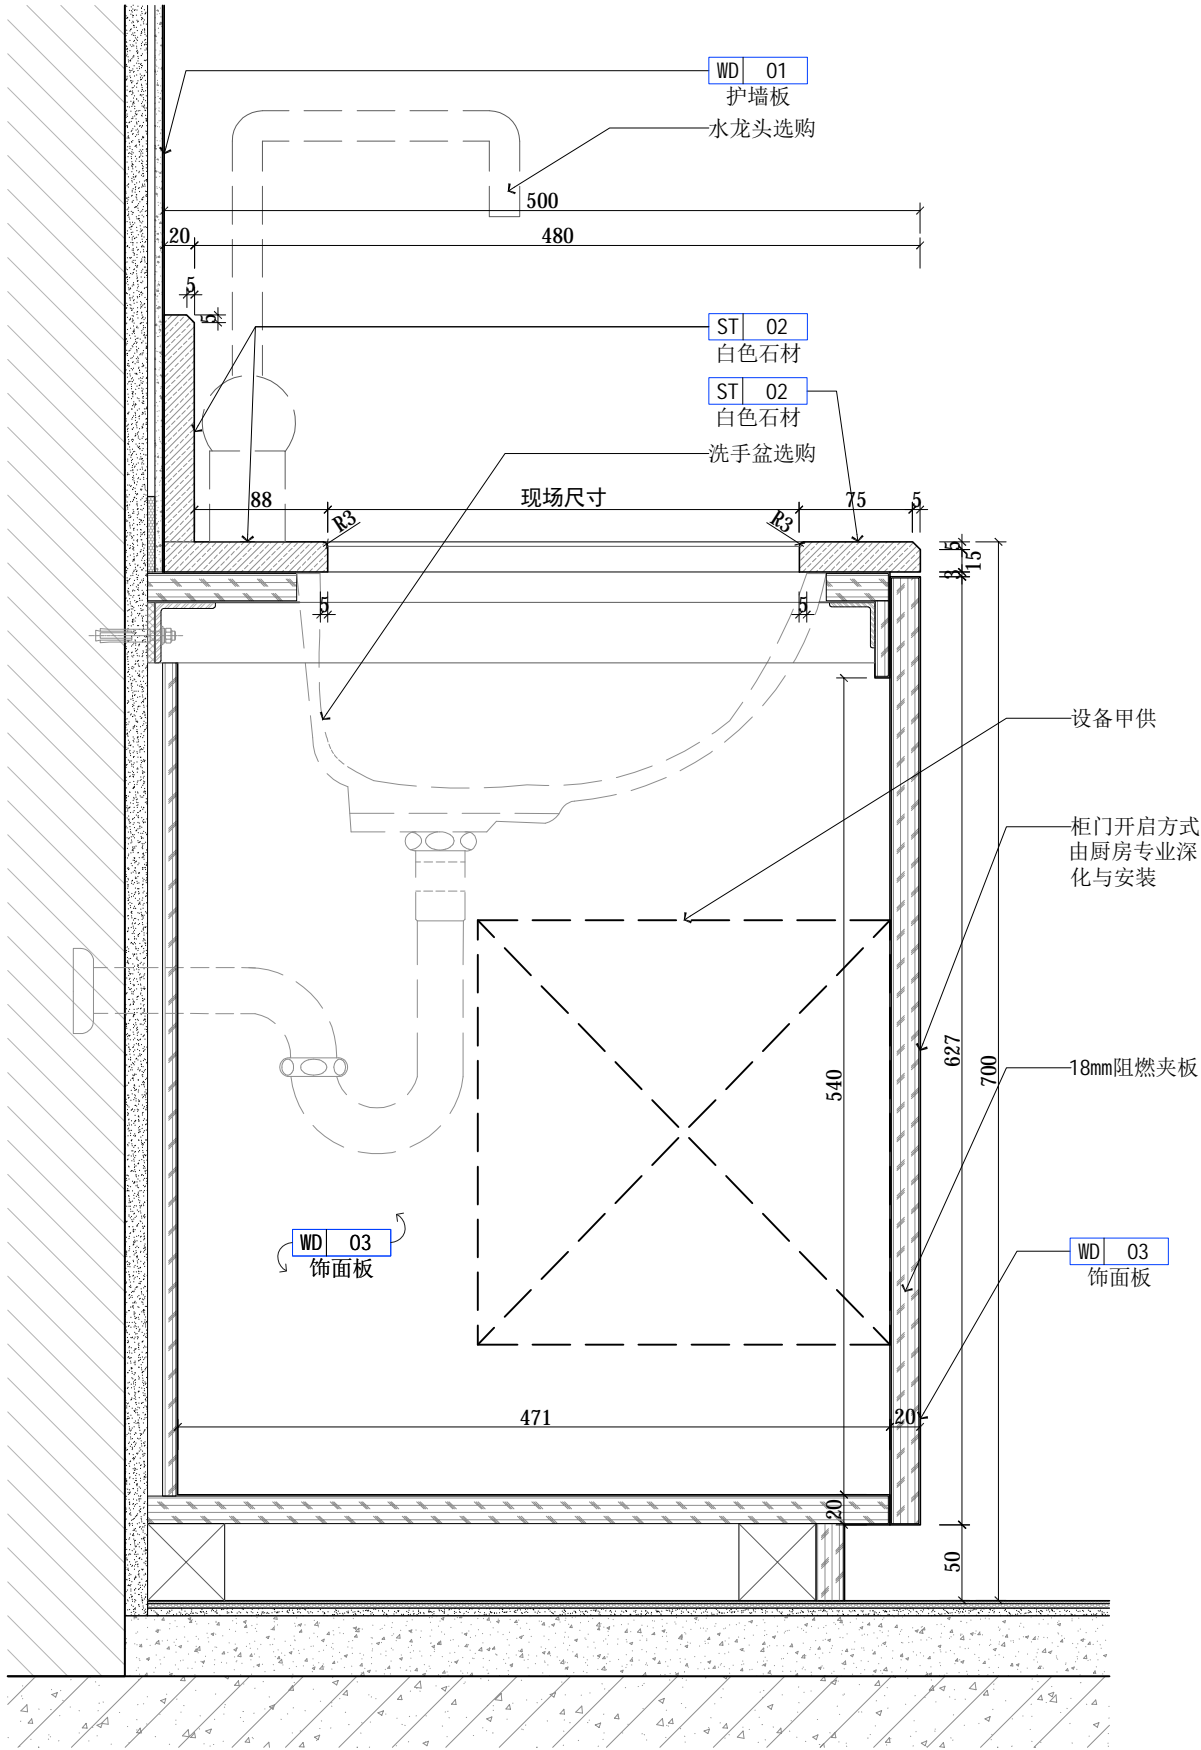 WD 01
护墙板
水龙头选购
500
20
480
5
5
ST 02
白色石材
ST 02
白色石材
洗手盆选购
88
现场尺寸
75
5
R3
R3
5
15
3
5
5
设备甲供
柜门开启方式
由厨房专业深
化与安装
627
700
540
18mm阻燃夹板
WD 03
饰面板
WD 03
饰面板
471
20
20
50